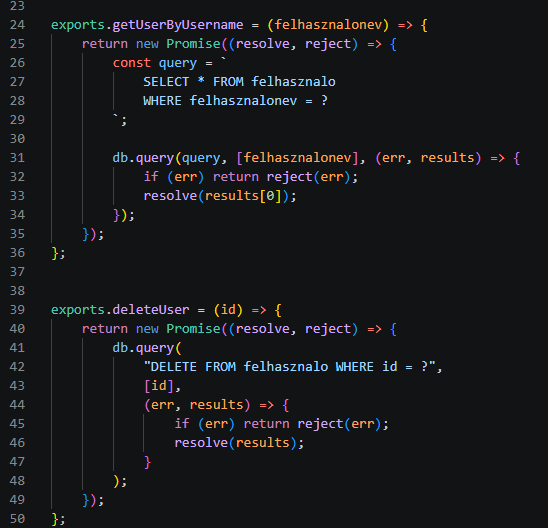 23
24 exports.getUserByUsername = (felhasznalonev) => {
25     return new Promise((resolve, reject) => {
26         const query = `
27             SELECT * FROM felhasznalo
28             WHERE felhasznalonev = ?
29         `;
30
31         db.query(query, [felhasznalonev], (err, results) => {
32             if (err) return reject(err);
33             resolve(results[0]);
34         });
35     });
36 };
37
38
39 exports.deleteUser = (id) => {
40     return new Promise((resolve, reject) => {
41         db.query(
42             "DELETE FROM felhasznalo WHERE id = ?",
43             [id],
44             (err, results) => {
45                 if (err) return reject(err);
46                 resolve(results);
47             }
48         );
49     });
50 };